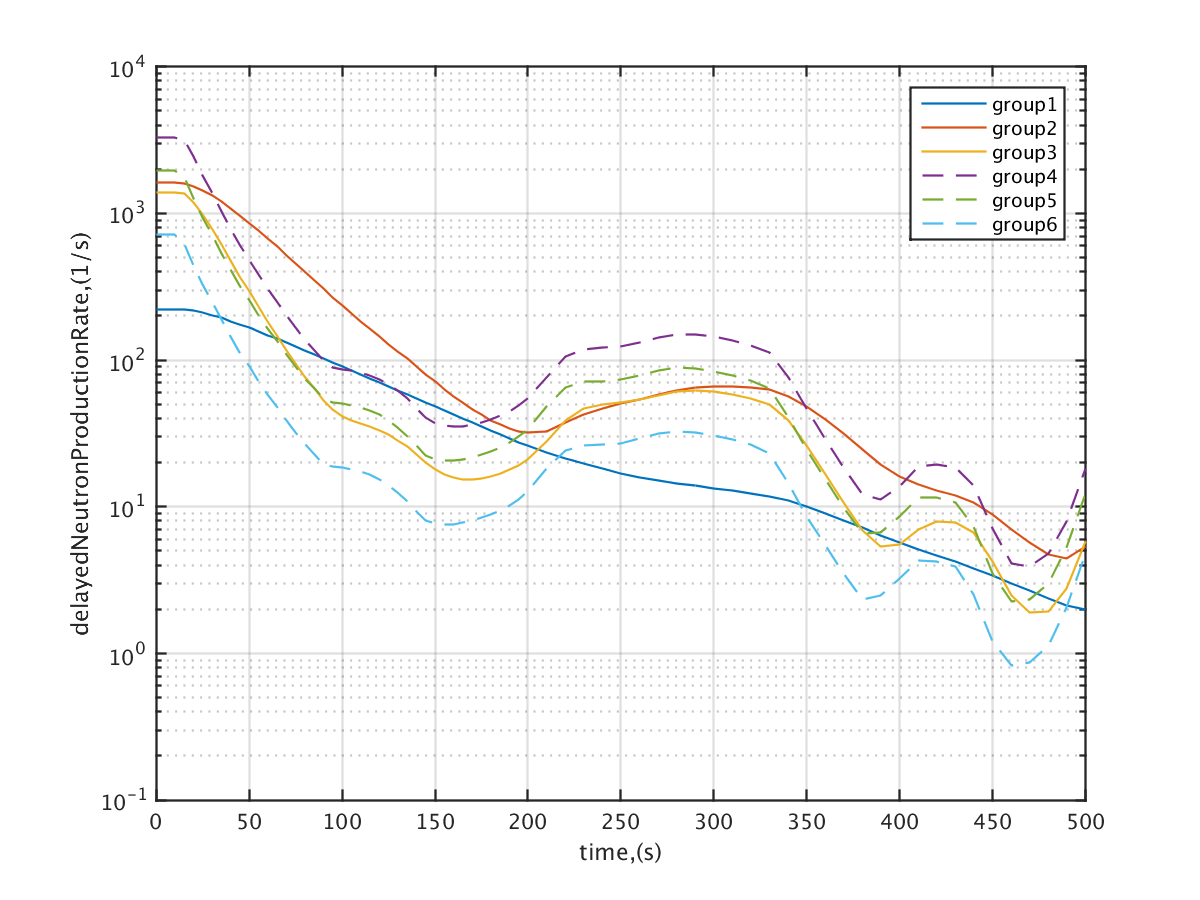 delayedNeutronProductionRate,(1/s)
10^4
10^3
10^2
10^1
10^0
10^-1
group1
group2
group3
group4
group5
group6
0 50 100 150 200 250 300 350 400 450 500
time,(s)